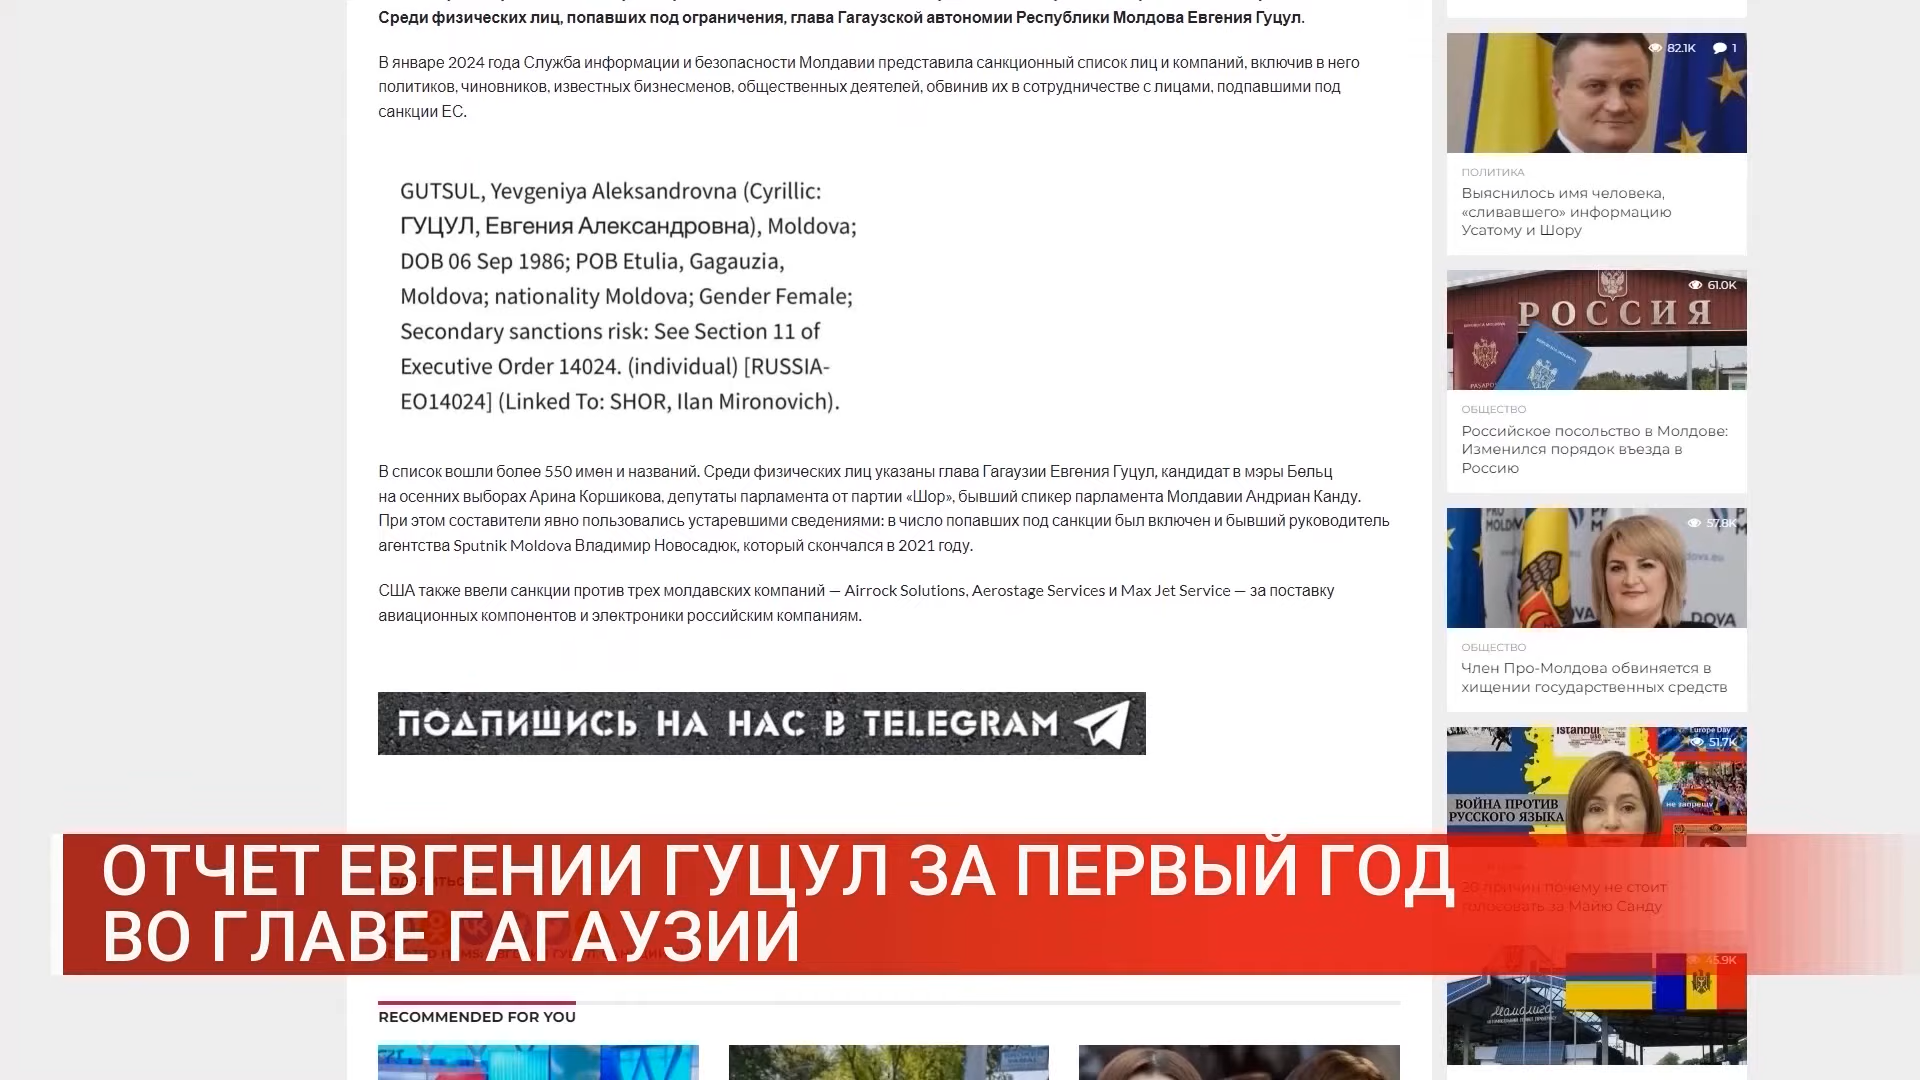 Среди физических лиц, попавших под ограничения, глава Гагаузской автономии Республики Молдова Евгения Гуцул.
В январе 2024 года Служба информации и безопасности Молдавии представила санкционный список лиц и компаний, включив в него
политиков, чиновников, известных бизнесменов, общественных деятелей, обвинив их в сотрудничестве с лицами, подпавшими под
санкции ЕС.
GUTSUL, Yevgeniya Aleksandrovna (Cyrillic:
ГУЦУЛ, Евгения Александровна), Moldova;
DOB 06 Sep 1986; POB Etulia, Gagauzia,
Moldova; nationality Moldova; Gender Female;
Secondary sanctions risk: See Section 11 of
Executive Order 14024. (individual) [RUSSIA-
EO14024] (Linked To: SHOR, Ilan Mironovich).
В список вошли более 550 имен и названий. Среди физических лиц указаны глава Гагаузии Евгения Гуцул, кандидат в мэры Бельц
на осенних выборах Арина Коршикова, депутаты парламента от партии «Шор», бывший спикер парламента Молдавии Андриан Канду.
При этом составители явно пользовались устаревшими сведениями: в число попавших под санкции был включен и бывший руководитель
агентства Sputnik Moldova Владимир Новосадюк, который скончался в 2021 году.
США также ввели санкции против трех молдавских компаний — Airrock Solutions, Aerostage Services и Max Jet Service — за поставку
авиационных компонентов и электроники российским компаниям.
ПОДПИШИСЬ НА НАС В TELEGRAM
ОТЧЕТ ЕВГЕНИИ ГУЦУЛ ЗА ПЕРВЫЙ ГОД
ВО ГЛАВЕ ГАГАУЗИИ
RECOMMENDED FOR YOU
82.1K 1
ПОЛИТИКА
Выяснилось имя человека,
«сливавшего» информацию
Усатому и Шору
61.0K
РОССИЯ
ОБЩЕСТВО
Российское посольство в Молдове:
Изменился порядок въезда в
Россию
57.8K
DOVA
ОБЩЕСТВО
Член Про-Молдова обвиняется в
хищении государственных средств
Istanbul
Europe Day
51.7K
ВОЙНА ПРОТИВ
РУССКОГО ЯЗЫКА
не запрещу
20 причин почему не стоит
голосовать за Майю Санду
45.9K